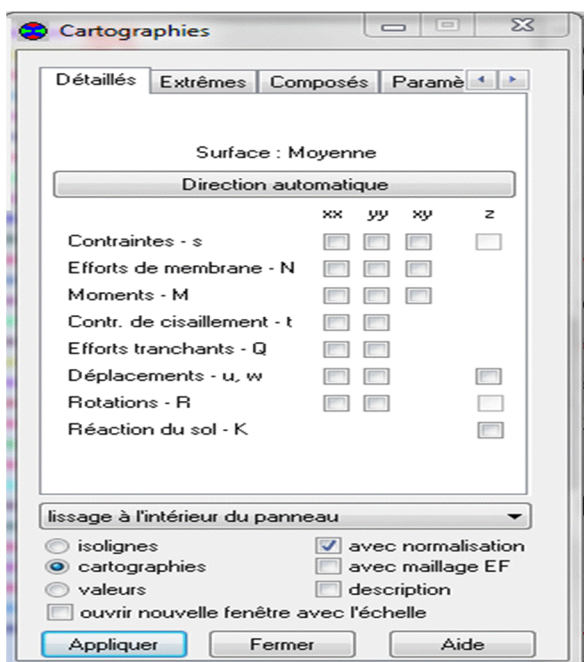 Cartographies
Détaillés Extrêmes Composés Paramè
Surface : Moyenne
Direction automatique
xx yy xy z
Contraintes - s
Efforts de membrane - N
Moments - M
Contr. de cisaillement - t
Efforts tranchants - Q
Déplacements - u, w
Rotations - R
Réaction du sol - K
lissage à l'intérieur du panneau
isolignes avec normalisation
cartographies avec maillage EF
valeurs description
ouvrir nouvelle fenêtre avec l'échelle
Appliquer Fermer Aide